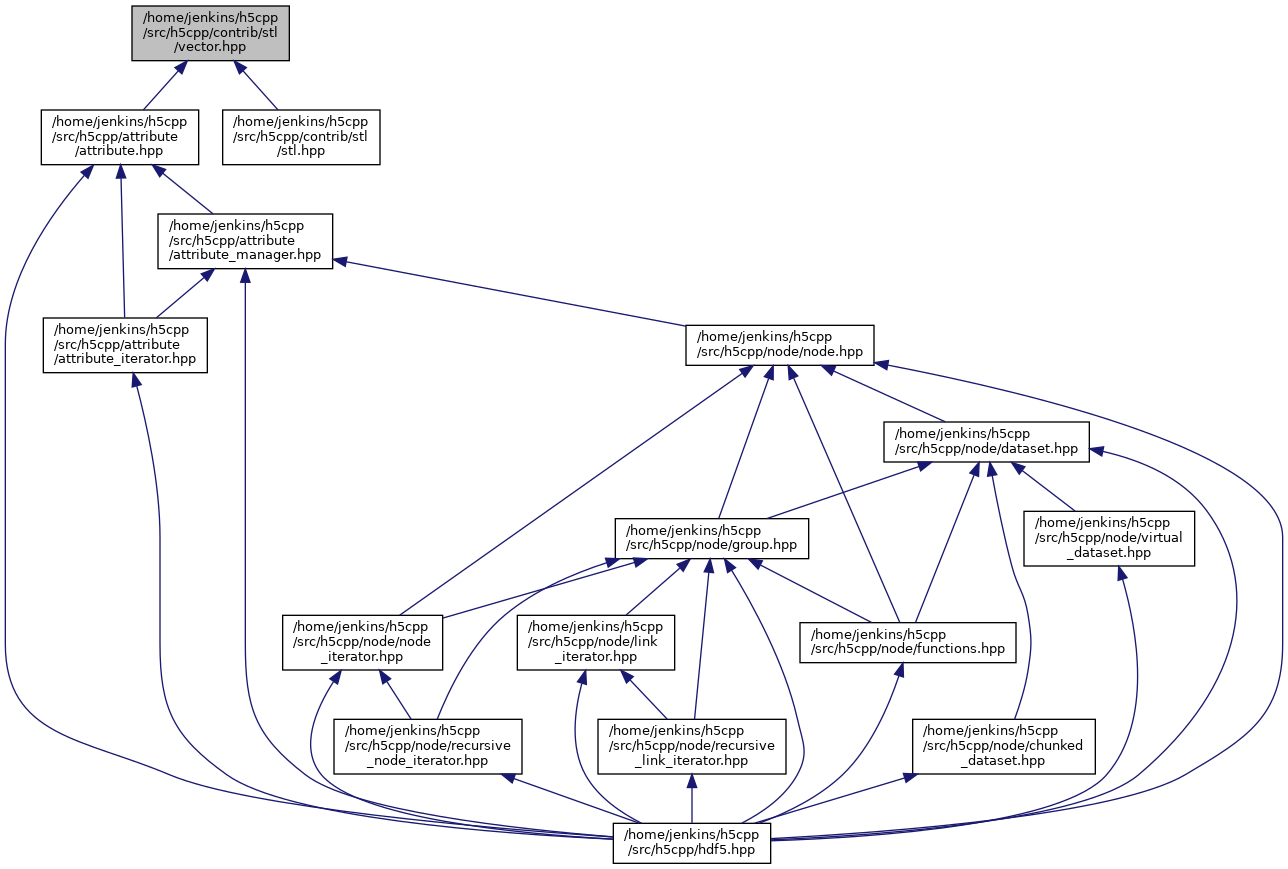 /home/jenkins/h5cpp
/src/h5cpp/contrib/stl
/vector.hpp
/home/jenkins/h5cpp
/src/h5cpp/attribute
/attribute.hpp
/home/jenkins/h5cpp
/src/h5cpp/contrib/stl
/stl.hpp
/home/jenkins/h5cpp
/src/h5cpp/attribute
/attribute_manager.hpp
/home/jenkins/h5cpp
/src/h5cpp/attribute
/attribute_iterator.hpp
/home/jenkins/h5cpp
/src/h5cpp/node/node.hpp
/home/jenkins/h5cpp
/src/h5cpp/node/dataset.hpp
/home/jenkins/h5cpp
/src/h5cpp/node/group.hpp
/home/jenkins/h5cpp
/src/h5cpp/node/virtual
_dataset.hpp
/home/jenkins/h5cpp
/src/h5cpp/node/node
_iterator.hpp
/home/jenkins/h5cpp
/src/h5cpp/node/link
_iterator.hpp
/home/jenkins/h5cpp
/src/h5cpp/node/functions.hpp
/home/jenkins/h5cpp
/src/h5cpp/node/recursive
_node_iterator.hpp
/home/jenkins/h5cpp
/src/h5cpp/node/recursive
_link_iterator.hpp
/home/jenkins/h5cpp
/src/h5cpp/node/chunked
_dataset.hpp
/home/jenkins/h5cpp
/src/h5cpp/hdf5.hpp